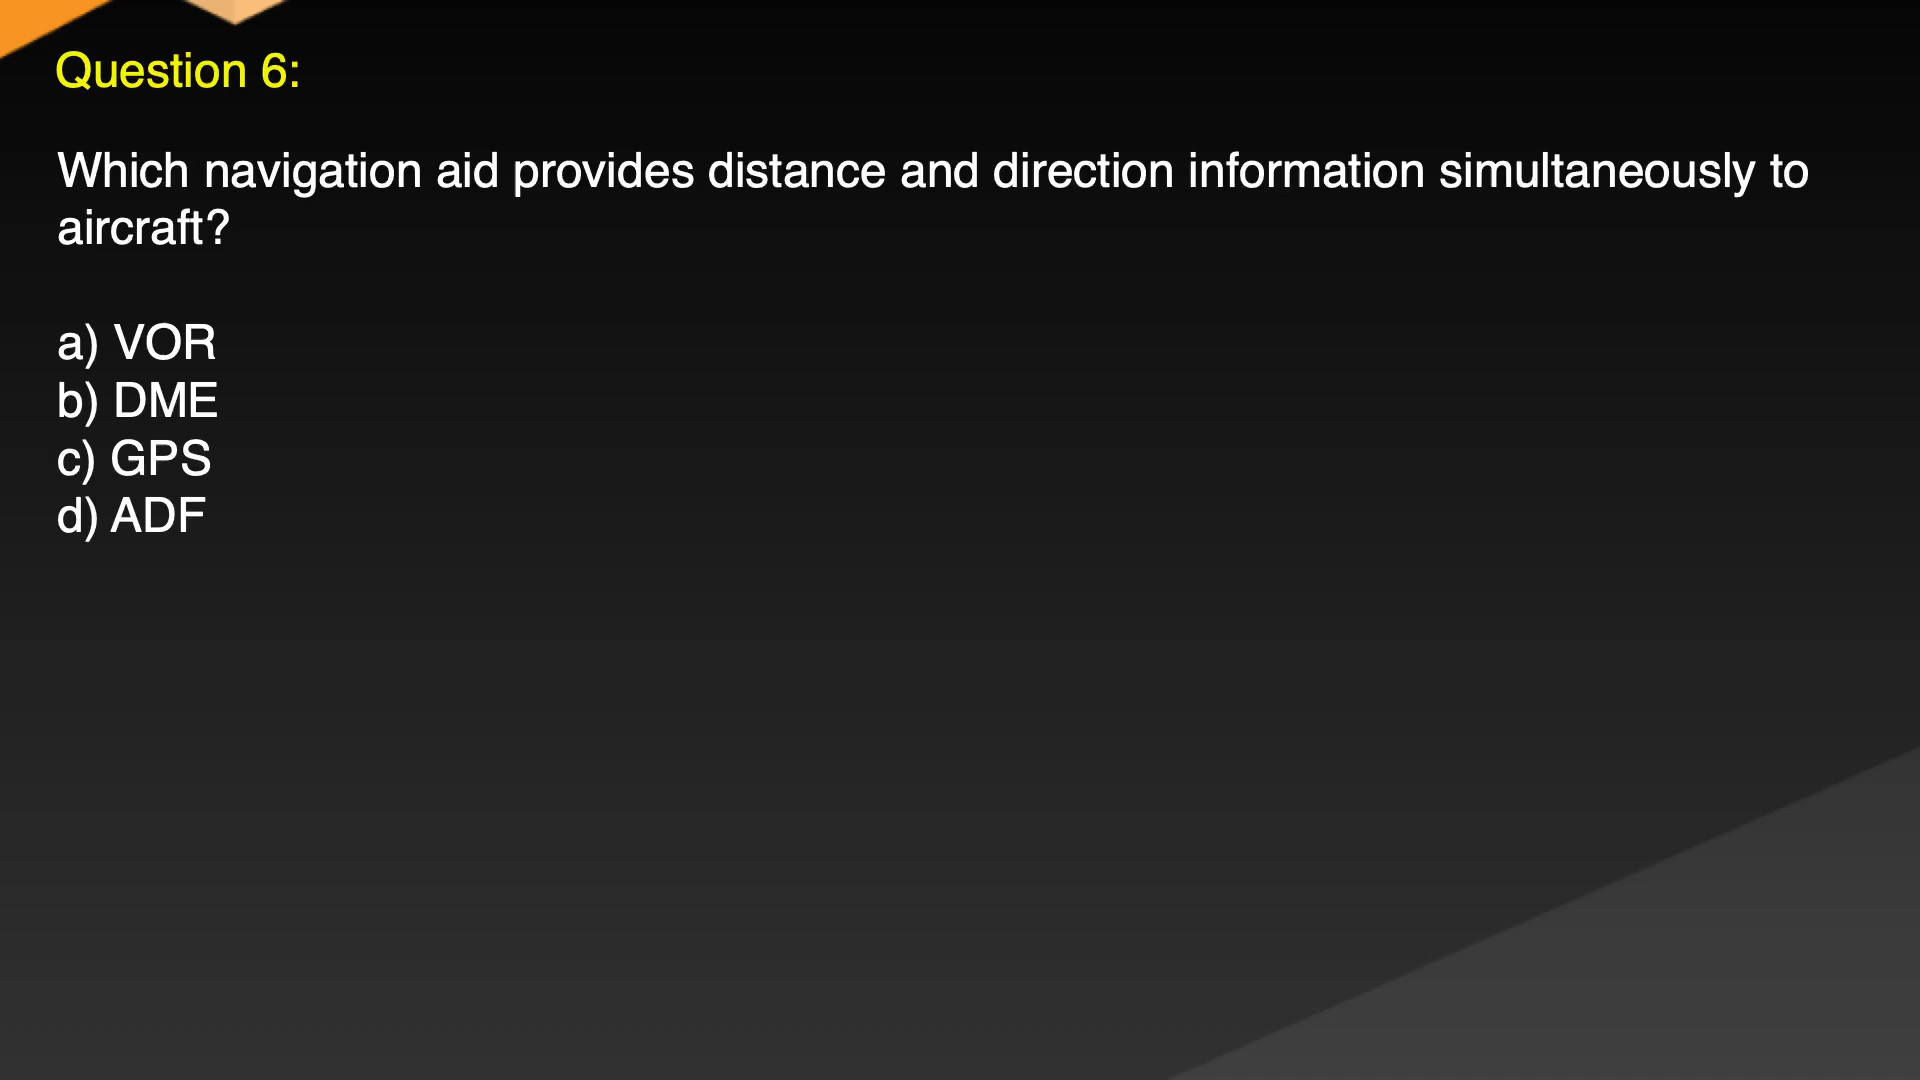 Question 6:
Which navigation aid provides distance and direction information simultaneously to
aircraft?
a) VOR
b) DME
c) GPS
d) ADF